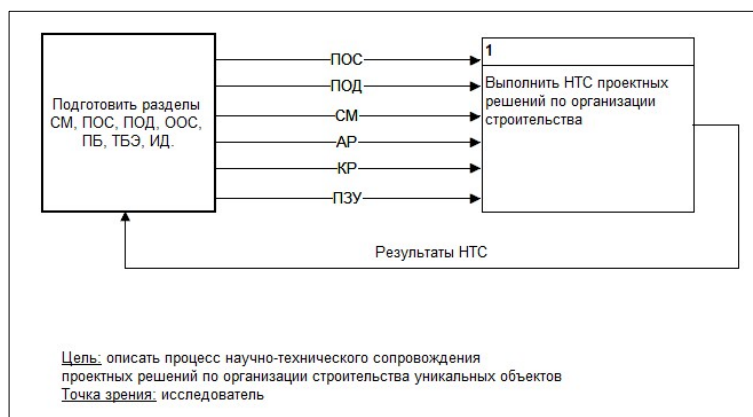 Подготовить разделы
СМ, ПОС, ПОД, ООС,
ПБ, ТБЭ, ИД.
ПОС
ПОД
СМ
АР
КР
ПЗУ
1
Выполнить НТС проектных
решений по организации
строительства
Результаты НТС
Цель: описать процесс научно-технического сопровождения
проектных решений по организации строительства уникальных объектов
Точка зрения: исследователь